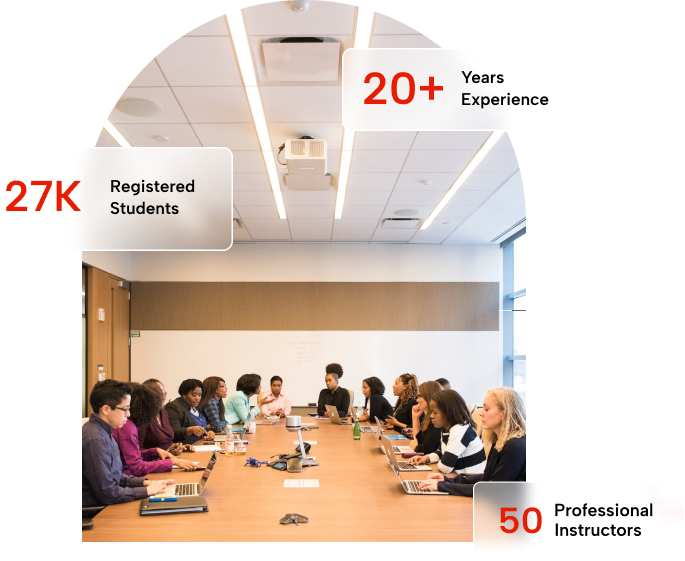 20+
Years
Experience
27K
Registered
Students
50
Professional
Instructors